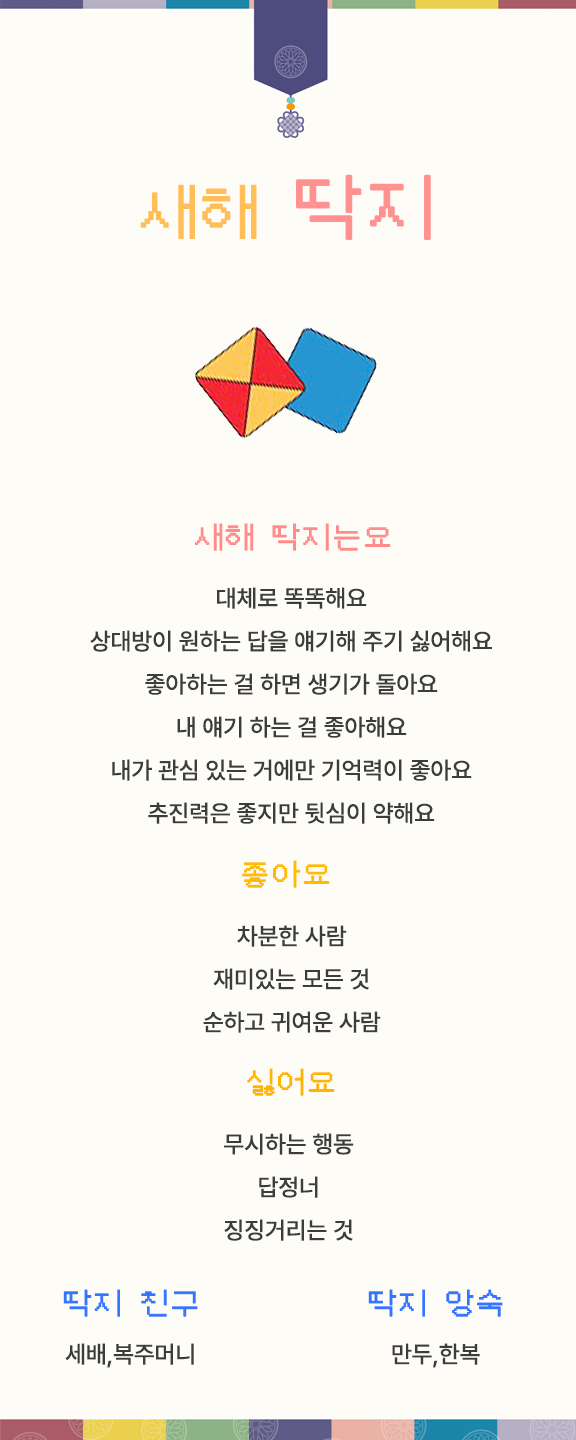 새해 딱지
새해 딱지는요
대체로 똑똑해요
상대방이 원하는 답을 얘기해 주기 싫어해요
좋아하는 걸 하면 생기가 돌아요
내 얘기 하는 걸 좋아해요
내가 관심 있는 거에만 기억력이 좋아요
추진력은 좋지만 뒷심이 약해요
좋아요
차분한 사람
재미있는 모든 것
순하고 귀여운 사람
싫어요
무시하는 행동
답정너
징징거리는 것
딱지 친구
세배,복주머니
딱지 앙숙
만두,한복